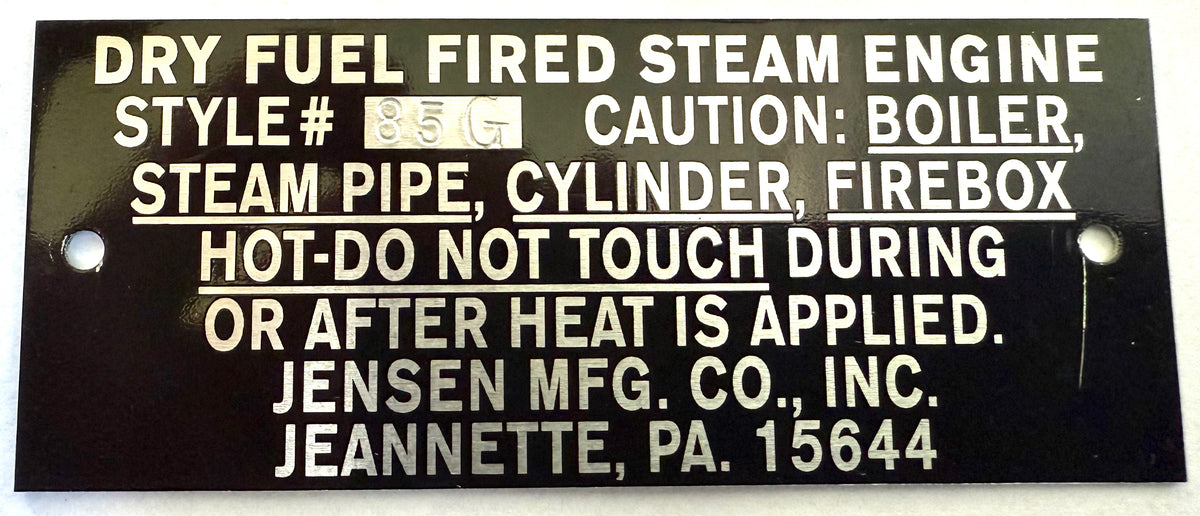 DRY FUEL FIRED STEAM ENGINE
STYLE# 85G CAUTION: BOILER,
STEAM PIPE, CYLINDER, FIREBOX
HOT-DO NOT TOUCH DURING
OR AFTER HEAT IS APPLIED.
JENSEN MFG. CO., INC.
JEANNETTE, PA. 15644